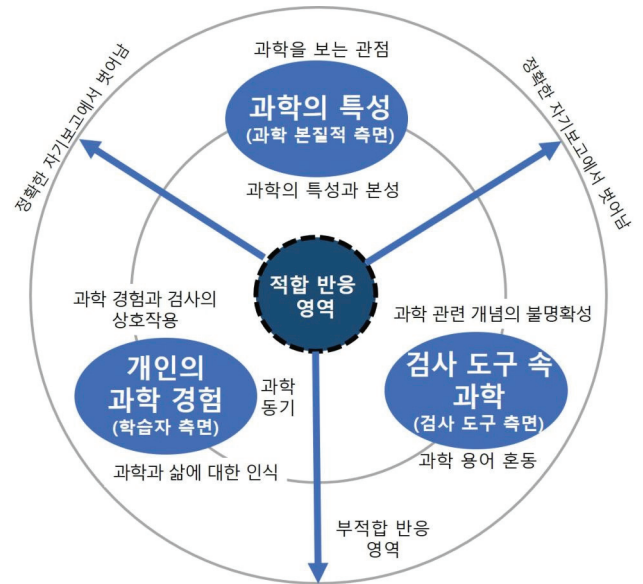 과학을 보는 관점
과학의 특성
(과학 본질적 측면)
과학의 특성과 본성
정확한 자기보고에서 벗어남
정확한 자기보고에서 벗어남
적합 반응
영역
과학 경험과 검사의
상호작용
개인의
과학 경험
(학습자 측면)
과학
동기
과학과 삶에 대한 인식
과학 관련 개념의 불명확성
검사 도구 속
과학
(검사 도구 측면)
과학 용어 혼동
부적합 반응
영역